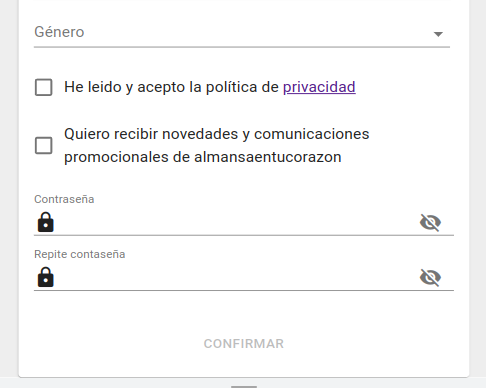 Género
He leido y acepto la política de privacidad
Quiero recibir novedades y comunicaciones
promocionales de almansaentucorazon
Contraseña
Repite contaseña
CONFIRMAR